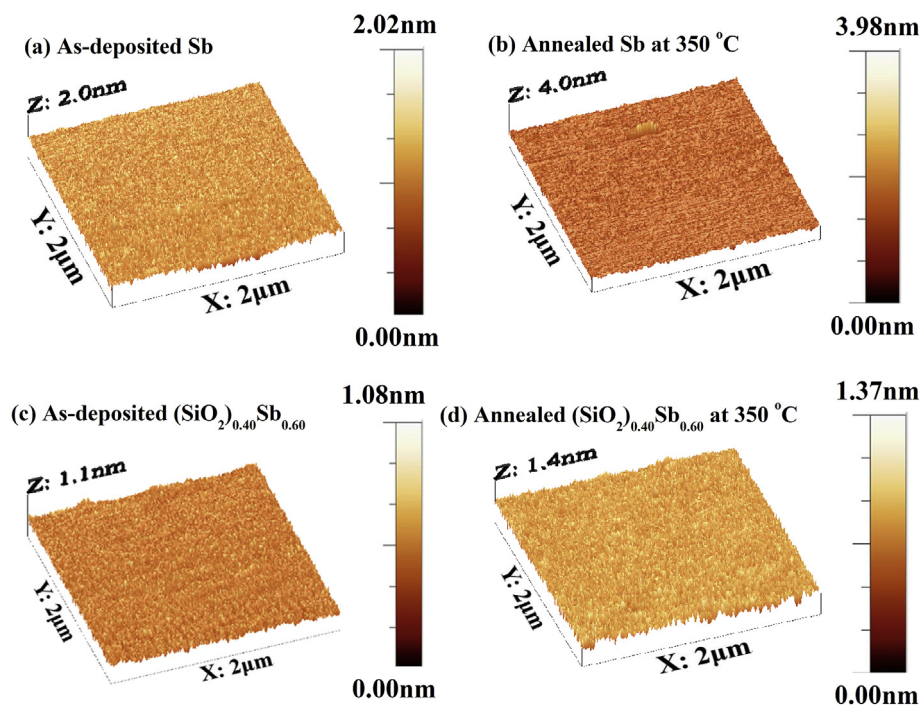 (a) As-deposited Sb
2.02nm
Z: 2.0nm
Y: 2μm
X: 2μm
0.00nm
(b) Annealed Sb at 350 °C
3.98nm
Z: 4.0nm
Y: 2μm
X: 2μm
0.00nm
(c) As-deposited (SiO₂)₀.₄₀Sb₀.₆₀
1.08nm
Z: 1.1nm
Y: 2μm
X: 2μm
0.00nm
(d) Annealed (SiO₂)₀.₄₀Sb₀.₆₀ at 350 °C
1.37nm
Z: 1.4nm
Y: 2μm
X: 2μm
0.00nm